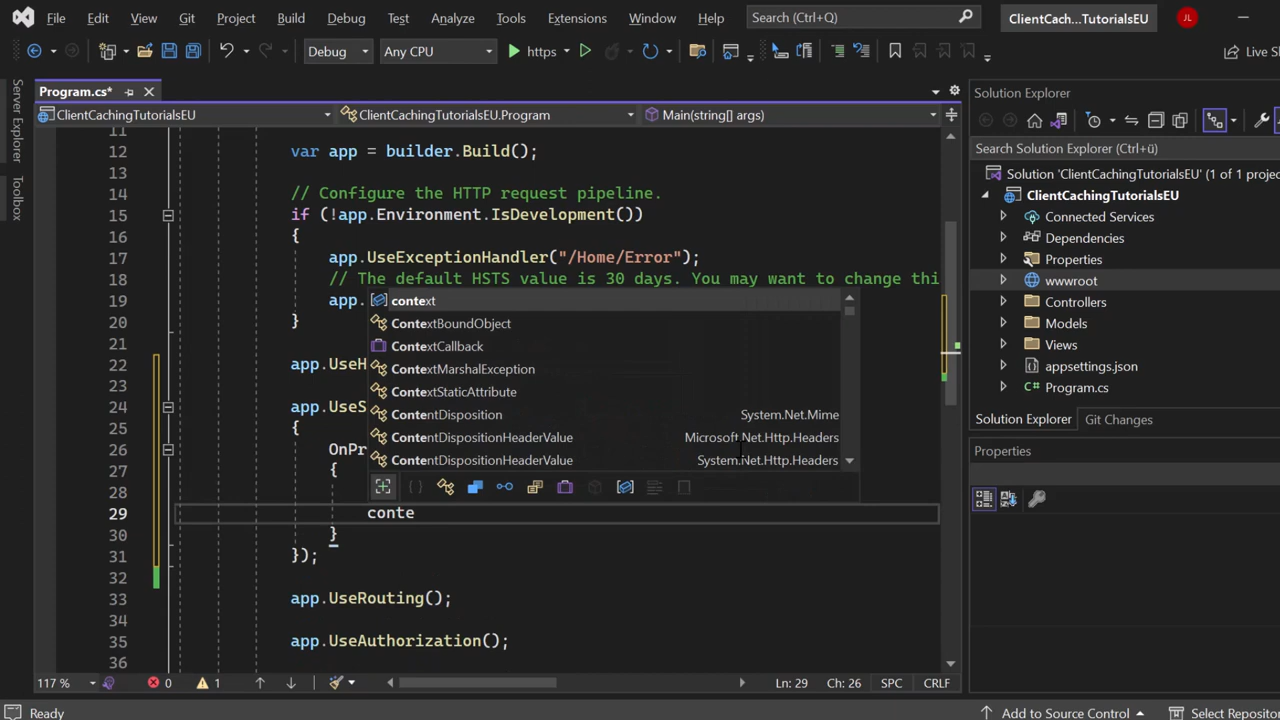 File Edit View Git Project Build Debug Test Analyze Tools Extensions Window Help Search (Ctrl+Q) ClientCach...TutorialsEU JL
Debug Any CPU https Live
Server Explorer
Toolbox
Program.cs*
ClientCachingTutorialsEU ClientCachingTutorialsEU.Program Main(string[] args)
11
12 var app = builder.Build();
13
14 // Configure the HTTP request pipeline.
15 if (!app.Environment.IsDevelopment())
16 {
17 app.UseExceptionHandler("/Home/Error");
18 // The default HSTS value is 30 days. You may want to change thi
19 app.
20 }
21
22 app.UseH
23
24 app.UseS
25 {
26 OnPr
27 {
28
29 conte
30 }
31 });
32
33 app.UseRouting();
34
35 app.UseAuthorization();
36
context
ContextBoundObject
ContextCallback
ContextMarshalException
ContextStaticAttribute
ContentDisposition System.Net.Mime
ContentDispositionHeaderValue Microsoft.Net.Http.Headers
ContentDispositionHeaderValue System.Net.Http.Headers
117 % 0 1 Ln: 29 Ch: 26 SPC CRLF
Solution Explorer
Search Solution Explorer (Ctrl+ü)
Solution 'ClientCachingTutorialsEU' (1 of 1 projec
ClientCachingTutorialsEU
Connected Services
Dependencies
Properties
wwwroot
Controllers
Models
Views
appsettings.json
C# Program.cs
Solution Explorer Git Changes
Properties
Ready Add to Source Control Select Reposito